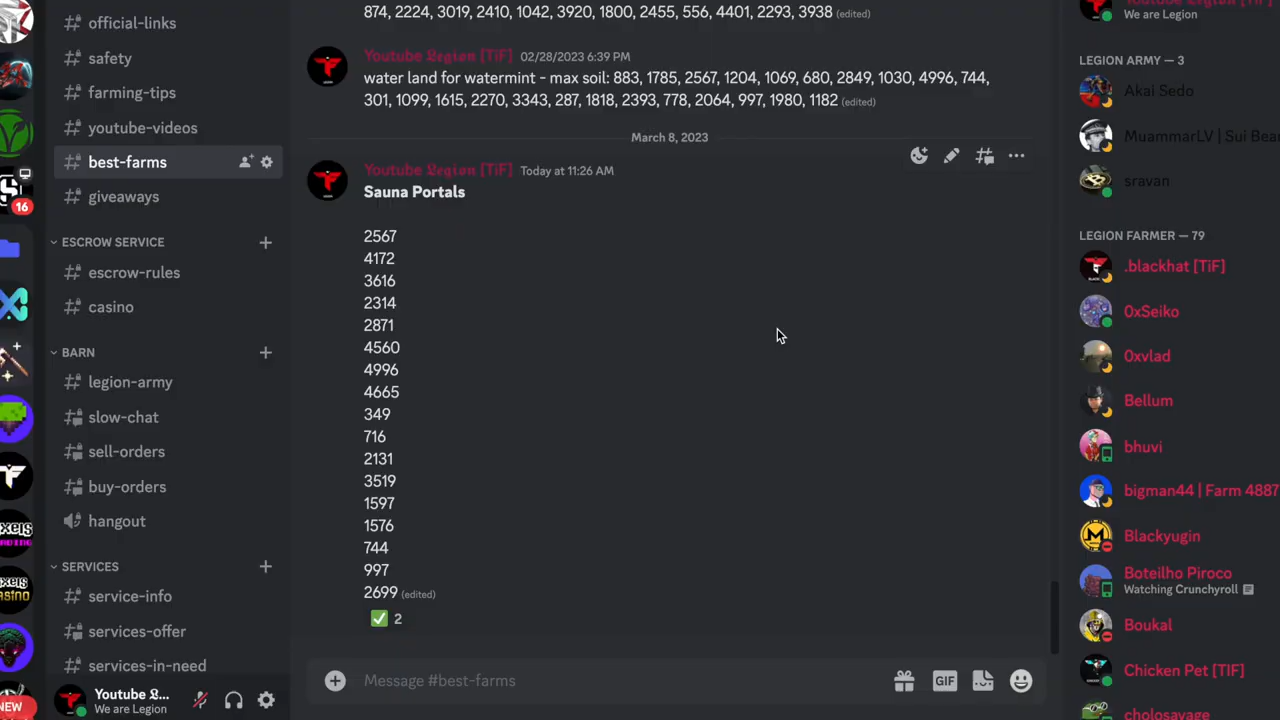 official-links
safety
farming-tips
youtube-videos
best-farms
giveaways
ESCROW SERVICE
escrow-rules
casino
BARN
legion-army
slow-chat
sell-orders
buy-orders
hangout
SERVICES
service-info
services-offer
services-in-need
Youtube 𝕷...
We are Legion
16
NEW
874, 2224, 3019, 2410, 1042, 3920, 1800, 2455, 556, 4401, 2293, 3938 (edited)
Youtube 𝕷𝖊𝖌𝖎𝖔𝖓 [TiF] 02/28/2023 6:39 PM
water land for watermint - max soil: 883, 1785, 2567, 1204, 1069, 680, 2849, 1030, 4996, 744,
301, 1099, 1615, 2270, 3343, 287, 1818, 2393, 778, 2064, 997, 1980, 1182 (edited)
March 8, 2023
Youtube 𝕷𝖊𝖌𝖎𝖔𝖓 [TiF] Today at 11:26 AM
Sauna Portals
2567
4172
3616
2314
2871
4560
4996
4665
349
716
2131
3519
1597
1576
744
997
2699 (edited)
2
Message #best-farms
GIF
Youtube 𝕷𝖊𝖌𝖎𝖔𝖓 [TiF]
We are Legion
LEGION ARMY — 3
Akai Sedo
MuammarLV | Sui Bea
sravan
LEGION FARMER — 79
.blackhat [TiF]
0xSeiko
0xvlad
Bellum
bhuvi
bigman44 | Farm 4887
Blackyugin
Boteilho Piroco
Watching Crunchyroll
Boukal
Chicken Pet [TIF]
cholosavage